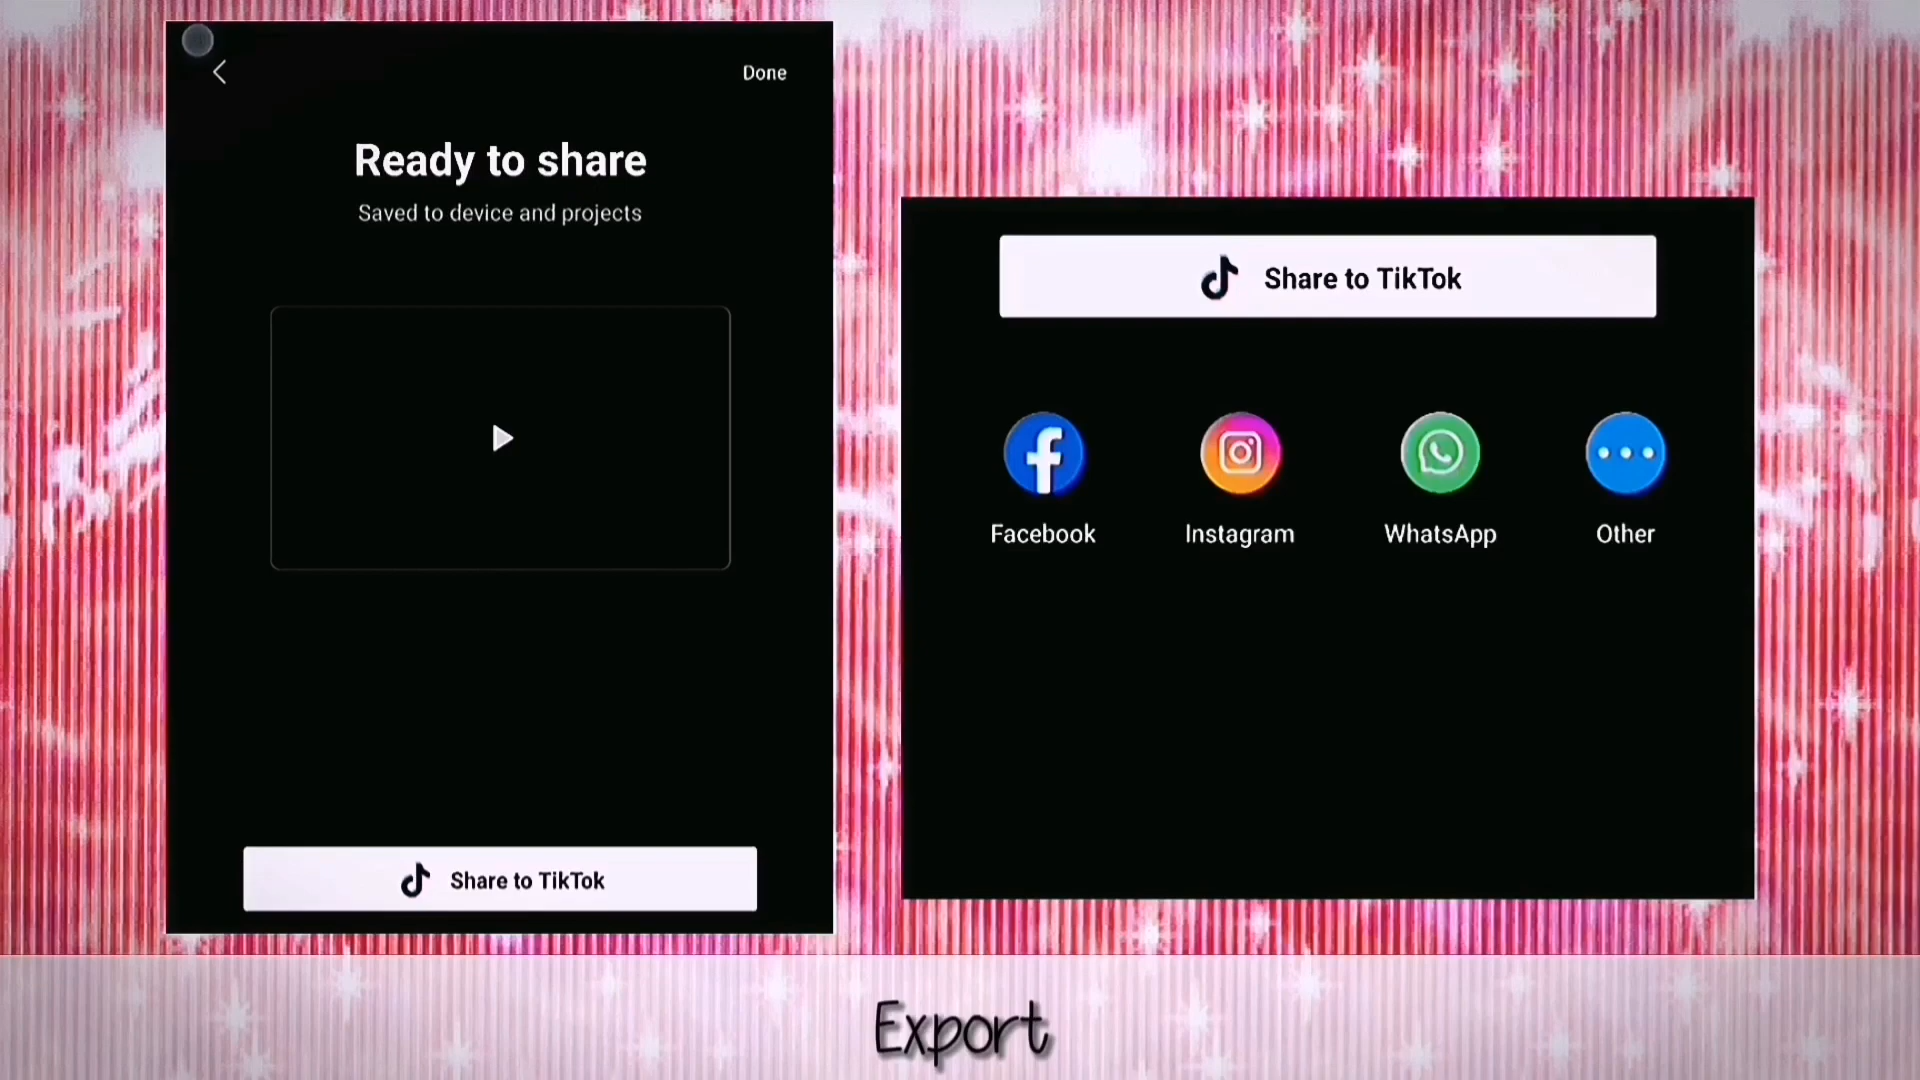 Done
Ready to share
Saved to device and projects
Share to TikTok
Share to TikTok
Facebook
Instagram
WhatsApp
Other
Export